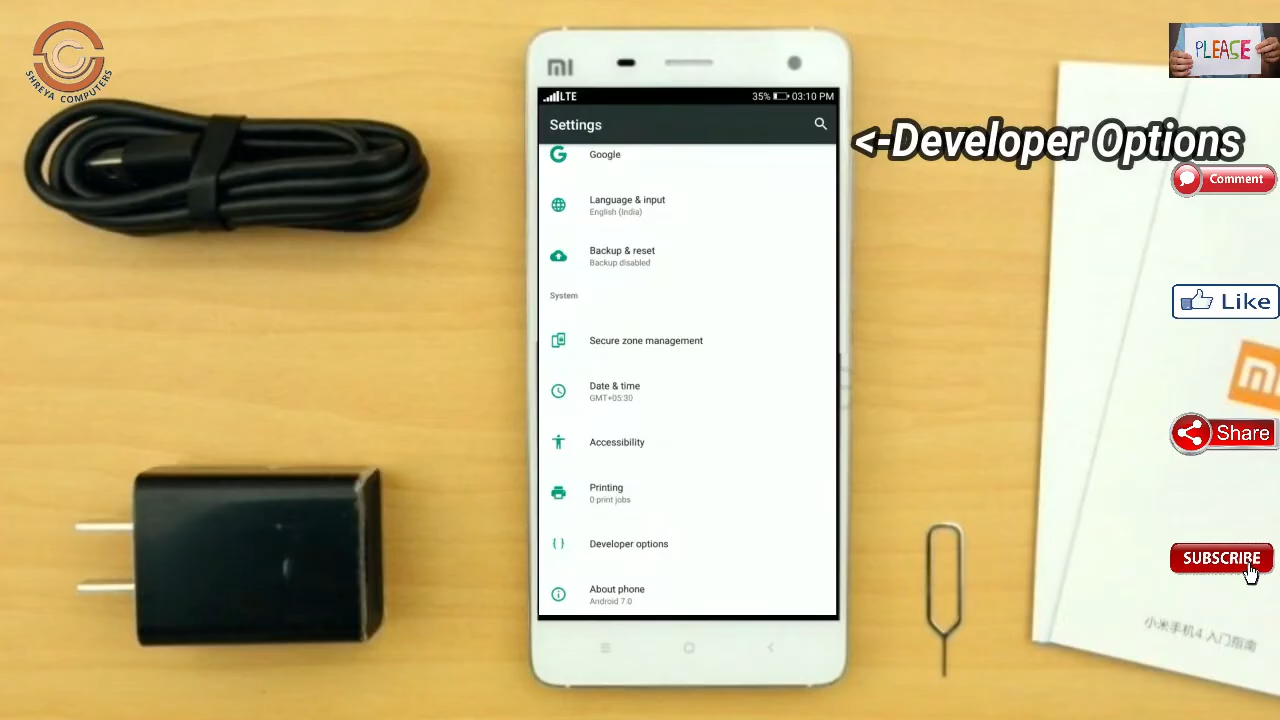 SHREYA COMPUTERS
PLEASE
mi
LTE
35% 03:10 PM
Settings
<-Developer Options
Google
Comment
Language & input
English (India)
Backup & reset
Backup disabled
System
Like
Secure zone management
Date & time
GMT+05:30
mi
Accessibility
Share
Printing
0 print jobs
Developer options
SUBSCRIBE
About phone
Android 7.0
小米手机4 入门指南